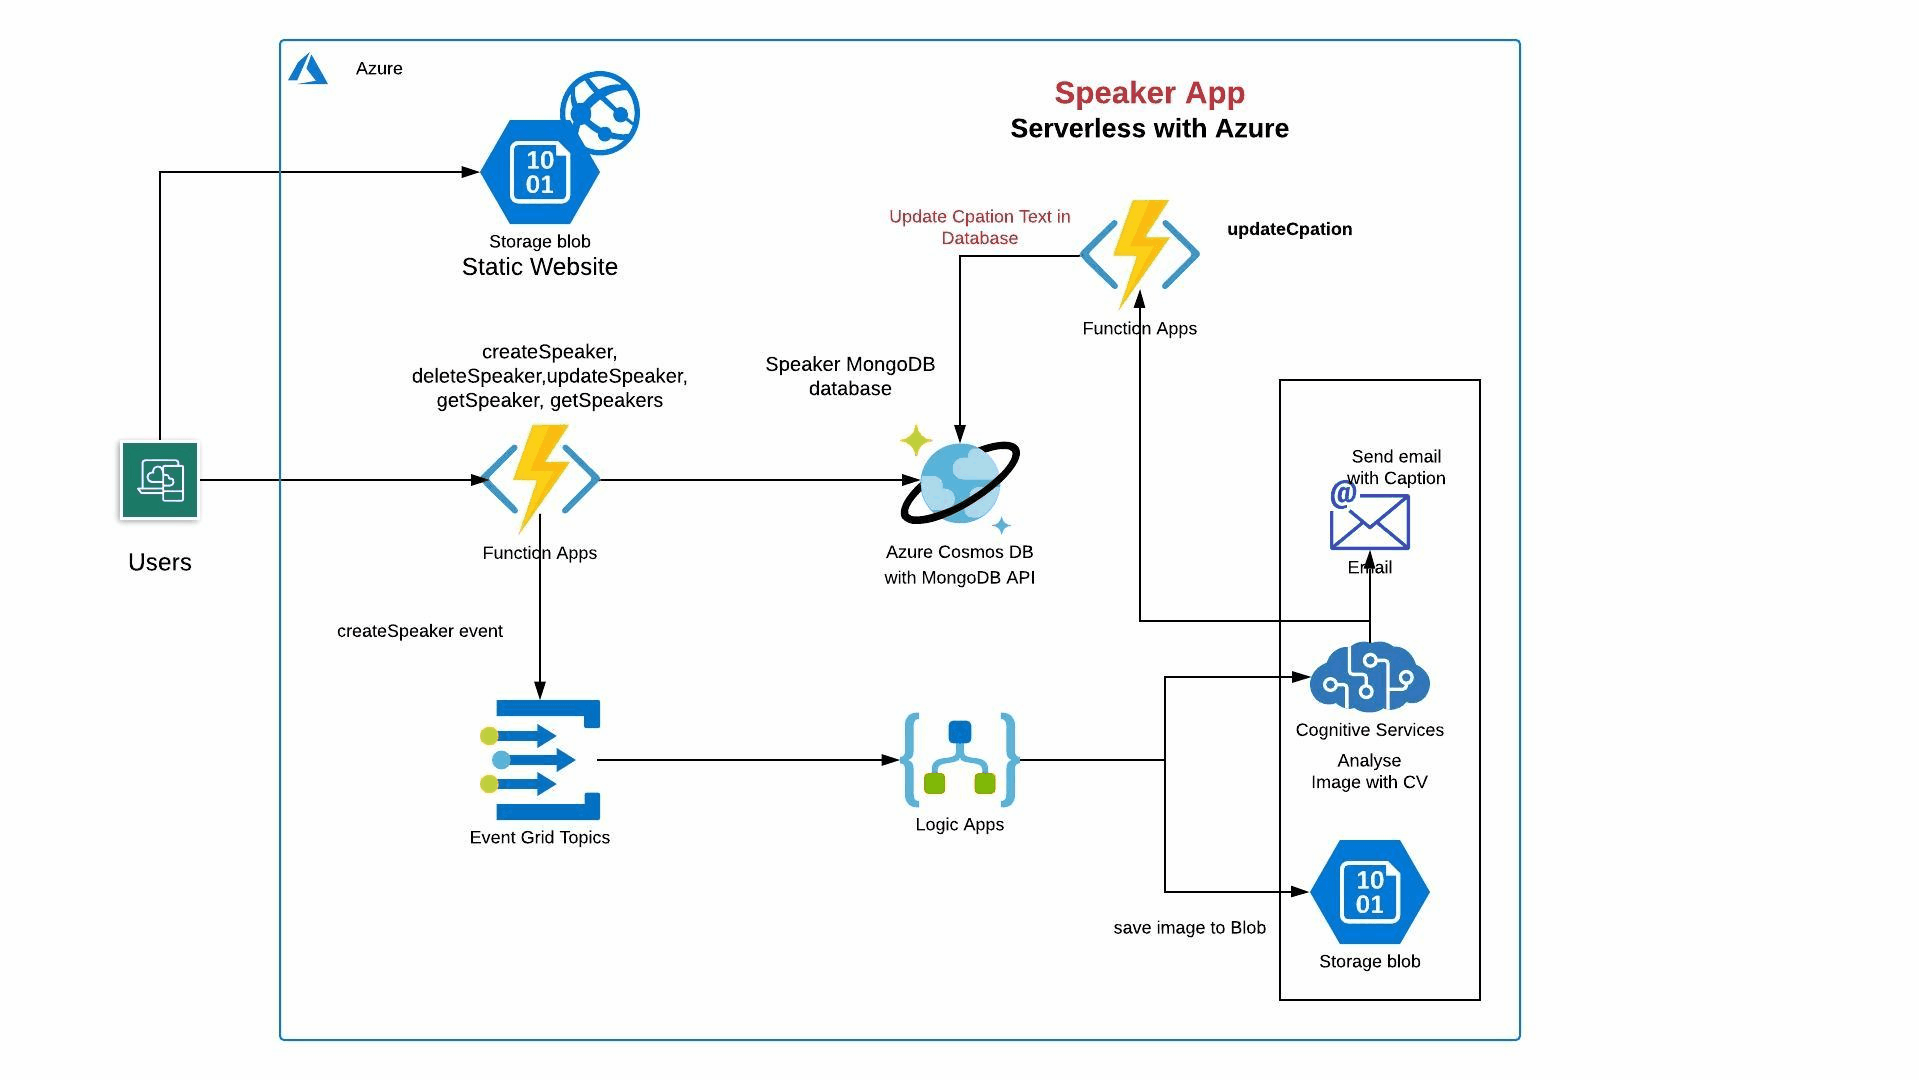 Azure
Speaker App
Serverless with Azure
10
01
Storage blob
Static Website
Update Cpation Text in
Database
updateCpation
Function Apps
createSpeaker,
deleteSpeaker,updateSpeaker,
getSpeaker, getSpeakers
Speaker MongoDB
database
Users
Function Apps
Azure Cosmos DB
with MongoDB API
Send email
with Caption
@
Email
createSpeaker event
Cognitive Services
Analyse
Image with CV
Event Grid Topics
Logic Apps
10
01
save image to Blob
Storage blob